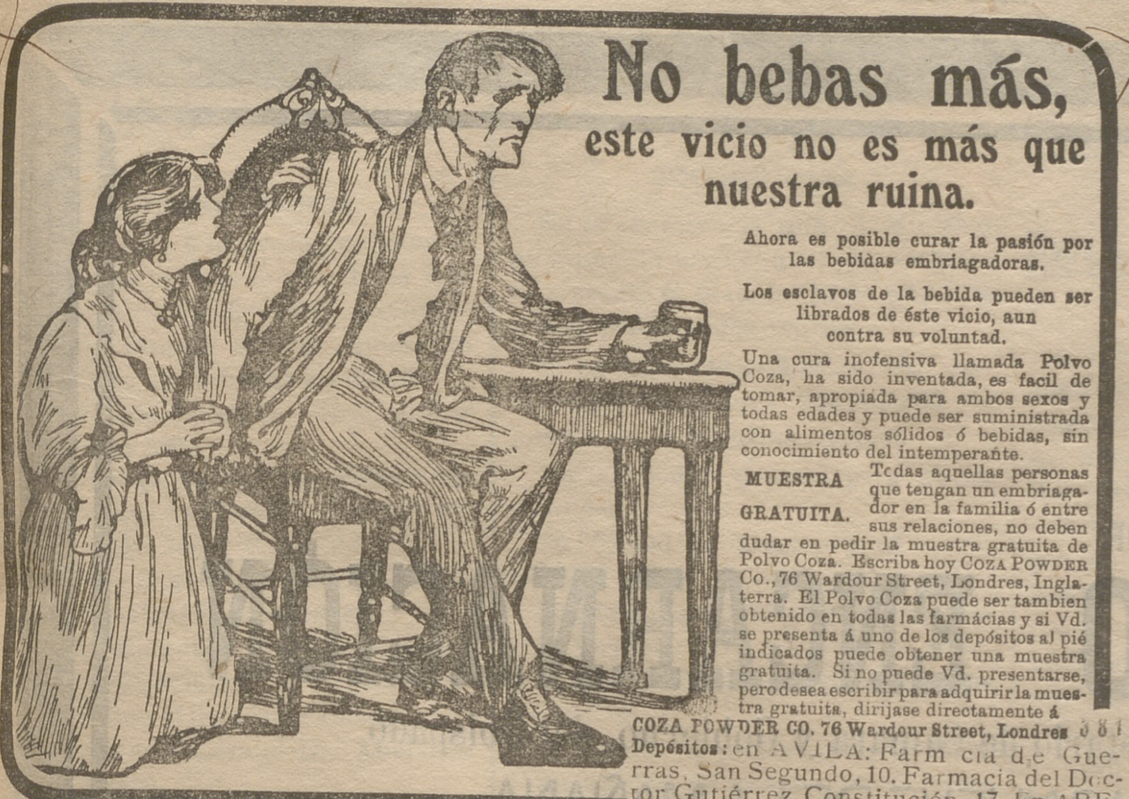 No bebas más,
este vicio no es más que
nuestra ruina.
Ahora es posible curar la pasión por
las bebidas embriagadoras.
Los esclavos de la bebida pueden ser
librados de éste vicio, aun
contra su voluntad.
Una cura inofensiva llamada Polvo
Coza, ha sido inventada, es facil de
tomar, apropiada para ambos sexos y
todas edades y puede ser suministrada
con alimentos sólidos ó bebidas, sin
conocimiento del intemperante.
MUESTRA
GRATUITA.
Todas aquellas personas
que tengan un embriaga-
dor en la familia ó entre
sus relaciones, no deben
dudar en pedir la muestra gratuita de
Polvo Coza. Escriba hoy COZA POWDER
Co., 76 Wardour Street, Londres, Ingla-
terra. El Polvo Coza puede ser tambien
obtenido en todas las farmácias y si Vd.
se presenta á uno de los depósitos al pié
indicados puede obtener una muestra
gratuita. Si no puede Vd. presentarse,
pero desea escribir para adquirir la mues-
tra gratuita, dirijase directamente á
COZA POWDER CO. 76 Wardour Street, Londres 381
Depósitos: en AVILA: Farm cia de Gue-
rras, San Segundo, 10. Farmacia del Doc-
tor Gutiérrez Constitución 17